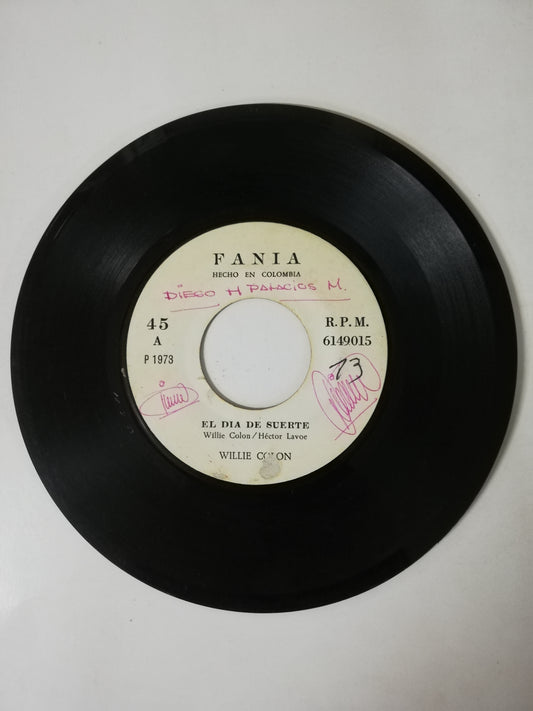 FANIA
HECHO EN COLOMBIA
DIEGO H PALACIOS M.
45 R.P.M.
A 6149015
P 1973
73
EL DIA DE SUERTE
Willie Colon/Héctor Lavoe
WILLIE COLON